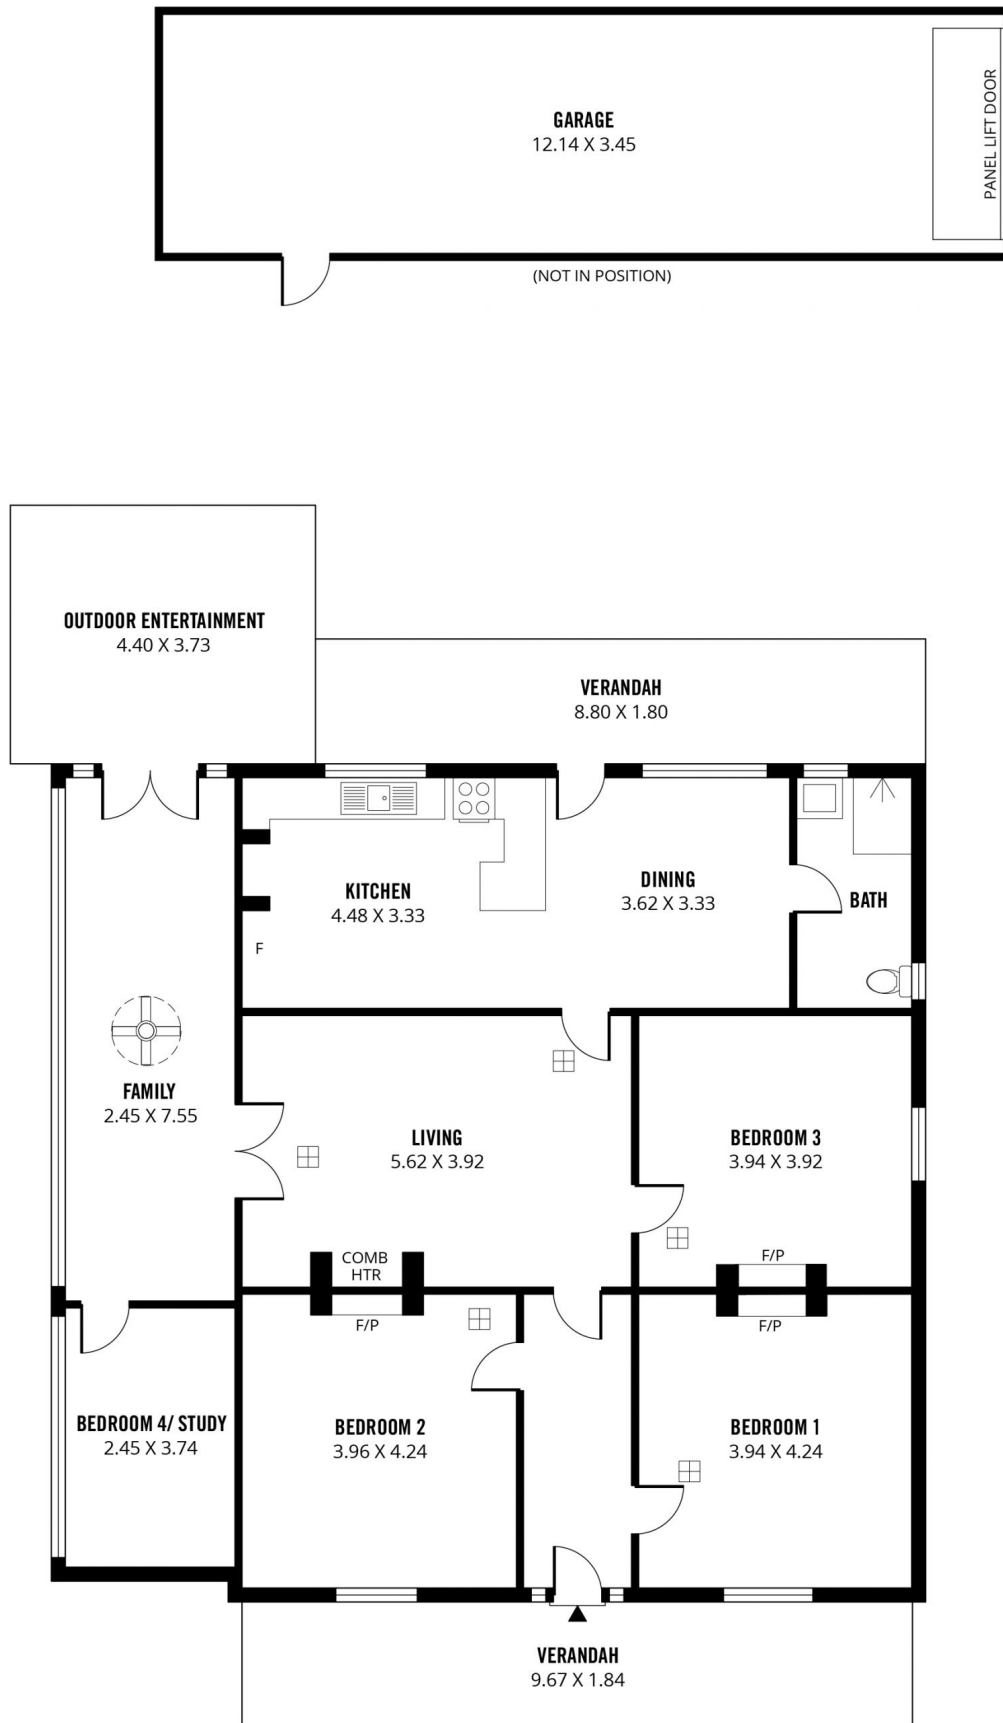 GARAGE
12.14 X 3.45
PANEL LIFT DOOR
(NOT IN POSITION)
OUTDOOR ENTERTAINMENT
4.40 X 3.73
VERANDAH
8.80 X 1.80
KITCHEN
4.48 X 3.33
DINING
3.62 X 3.33
BATH
F
FAMILY
2.45 X 7.55
LIVING
5.62 X 3.92
BEDROOM 3
3.94 X 3.92
COMB
HTR
F/P
F/P
F/P
BEDROOM 4/ STUDY
2.45 X 3.74
BEDROOM 2
3.96 X 4.24
BEDROOM 1
3.94 X 4.24
VERANDAH
9.67 X 1.84